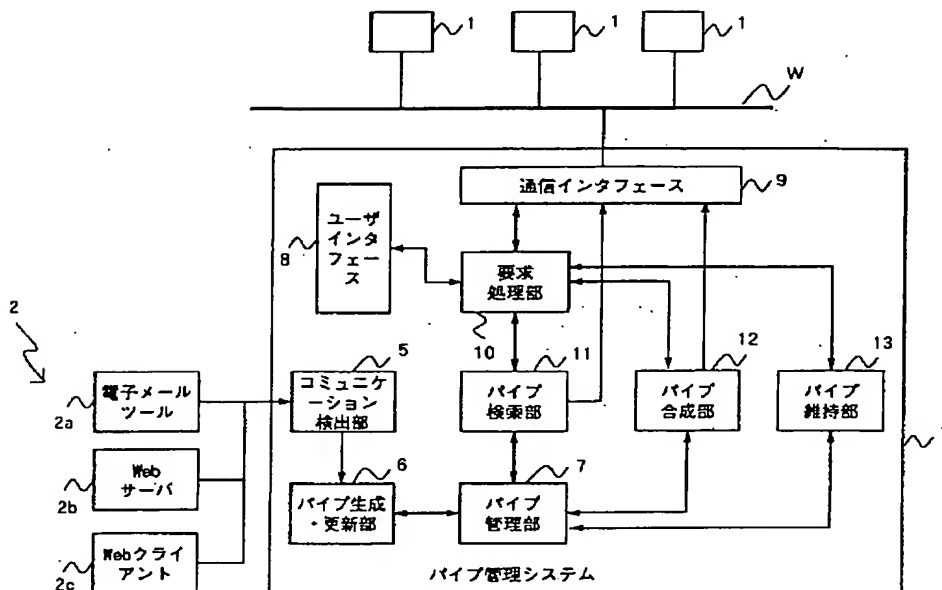 1
1
1
W
通信インタフェース
9
ユーザ
インタ
フェー
ス
8
要求
処理部
10
2
5
コミュニケ
ーション
検出部
11
パイプ
検索部
12
パイプ
合成部
13
パイプ
維持部
電子メール
ツール
2a
Web
サーバ
2b
Webクライ
アント
2c
6
パイプ生成
・更新部
7
パイプ
管理部
パイプ管理システム